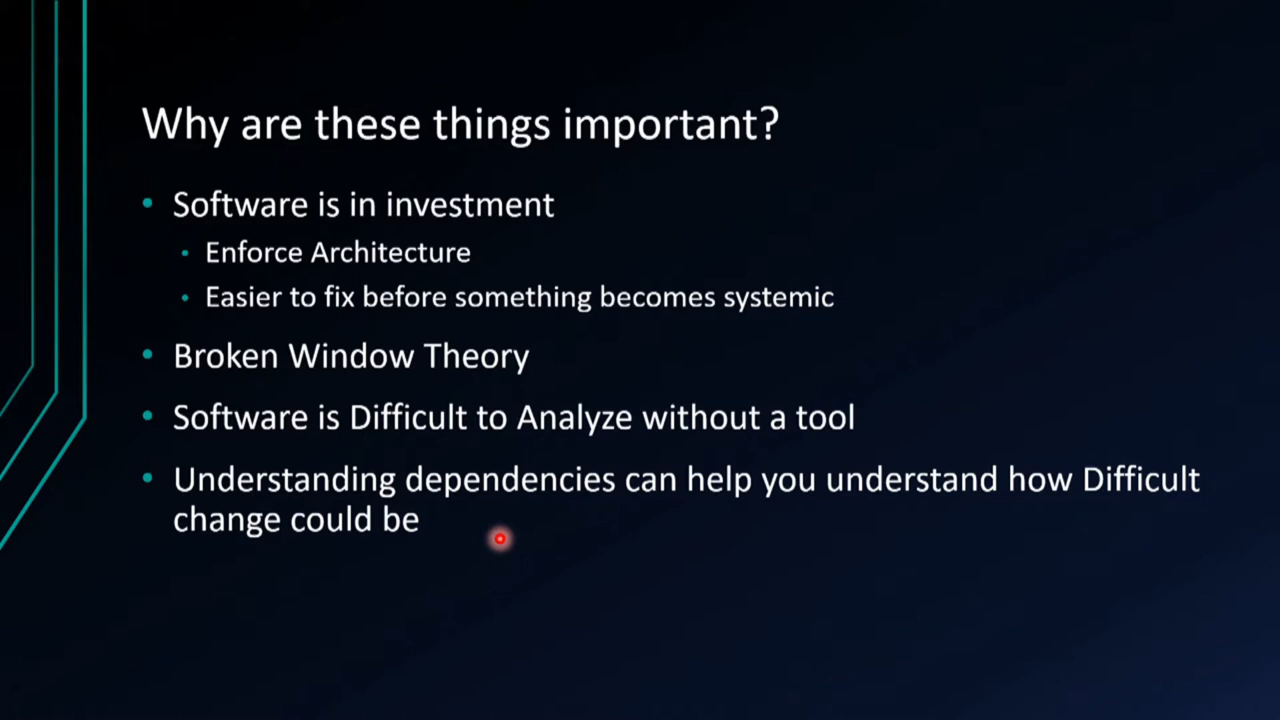 Why are these things important?
Software is in investment
Enforce Architecture
Easier to fix before something becomes systemic
Broken Window Theory
Software is Difficult to Analyze without a tool
Understanding dependencies can help you understand how Difficult
change could be